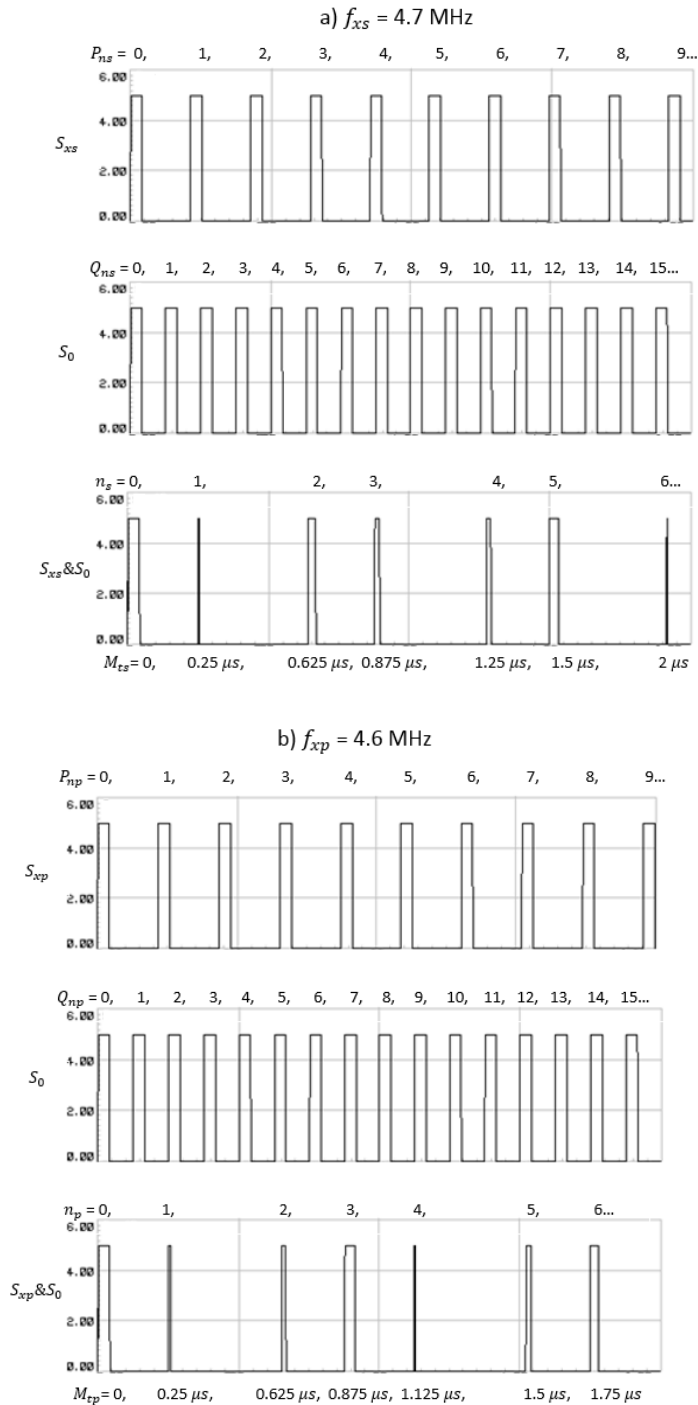 a) fxs = 4.7 MHz
Pns = 0, 1, 2, 3, 4, 5, 6, 7, 8, 9...
6.00
4.00
Sxs
2.00
0.00
Qns = 0, 1, 2, 3, 4, 5, 6, 7, 8, 9, 10, 11, 12, 13, 14, 15...
6.00
4.00
S0
2.00
0.00
ns = 0, 1, 2, 3, 4, 5, 6...
6.00
4.00
Sxs&S0
2.00
0.00
Mts = 0, 0.25 μs, 0.625 μs, 0.875 μs, 1.25 μs, 1.5 μs, 2 μs
b) fxp = 4.6 MHz
Pnp = 0, 1, 2, 3, 4, 5, 6, 7, 8, 9...
6.00
4.00
Sxp
2.00
0.00
Qnp = 0, 1, 2, 3, 4, 5, 6, 7, 8, 9, 10, 11, 12, 13, 14, 15...
6.00
4.00
S0
2.00
0.00
np = 0, 1, 2, 3, 4, 5, 6...
6.00
4.00
Sxp&S0
2.00
0.00
Mtp = 0, 0.25 μs, 0.625 μs, 0.875 μs, 1.125 μs, 1.5 μs, 1.75 μs